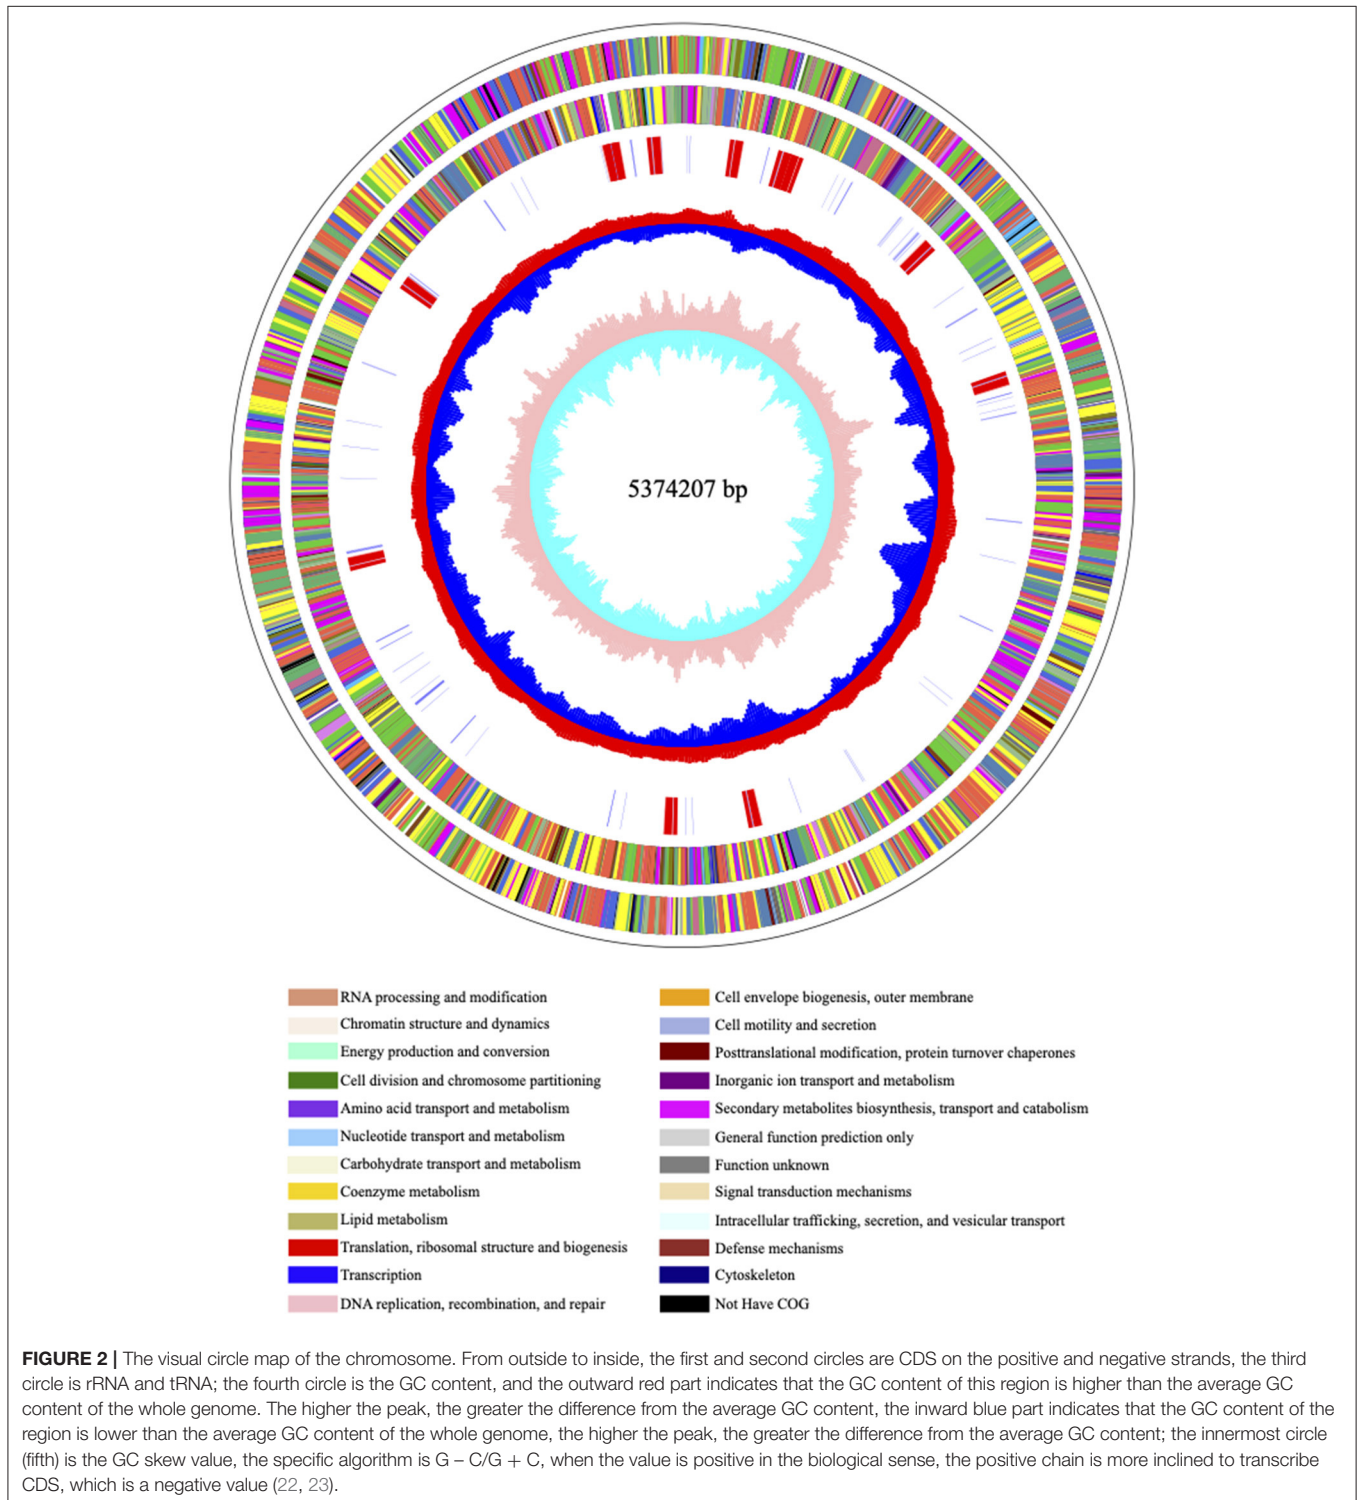 5374207 bp
RNA processing and modification
Chromatin structure and dynamics
Energy production and conversion
Cell division and chromosome partitioning
Amino acid transport and metabolism
Nucleotide transport and metabolism
Carbohydrate transport and metabolism
Coenzyme metabolism
Lipid metabolism
Translation, ribosomal structure and biogenesis
Transcription
DNA replication, recombination, and repair
Cell envelope biogenesis, outer membrane
Cell motility and secretion
Posttranslational modification, protein turnover chaperones
Inorganic ion transport and metabolism
Secondary metabolites biosynthesis, transport and catabolism
General function prediction only
Function unknown
Signal transduction mechanisms
Intracellular trafficking, secretion, and vesicular transport
Defense mechanisms
Cytoskeleton
Not Have COG
FIGURE 2 | The visual circle map of the chromosome. From outside to inside, the first and second circles are CDS on the positive and negative strands, the third
circle is rRNA and tRNA; the fourth circle is the GC content, and the outward red part indicates that the GC content of this region is higher than the average GC
content of the whole genome. The higher the peak, the greater the difference from the average GC content, the inward blue part indicates that the GC content of the
region is lower than the average GC content of the whole genome, the higher the peak, the greater the difference from the average GC content; the innermost circle
(fifth) is the GC skew value, the specific algorithm is G – C/G + C, when the value is positive in the biological sense, the positive chain is more inclined to transcribe
CDS, which is a negative value (22, 23).